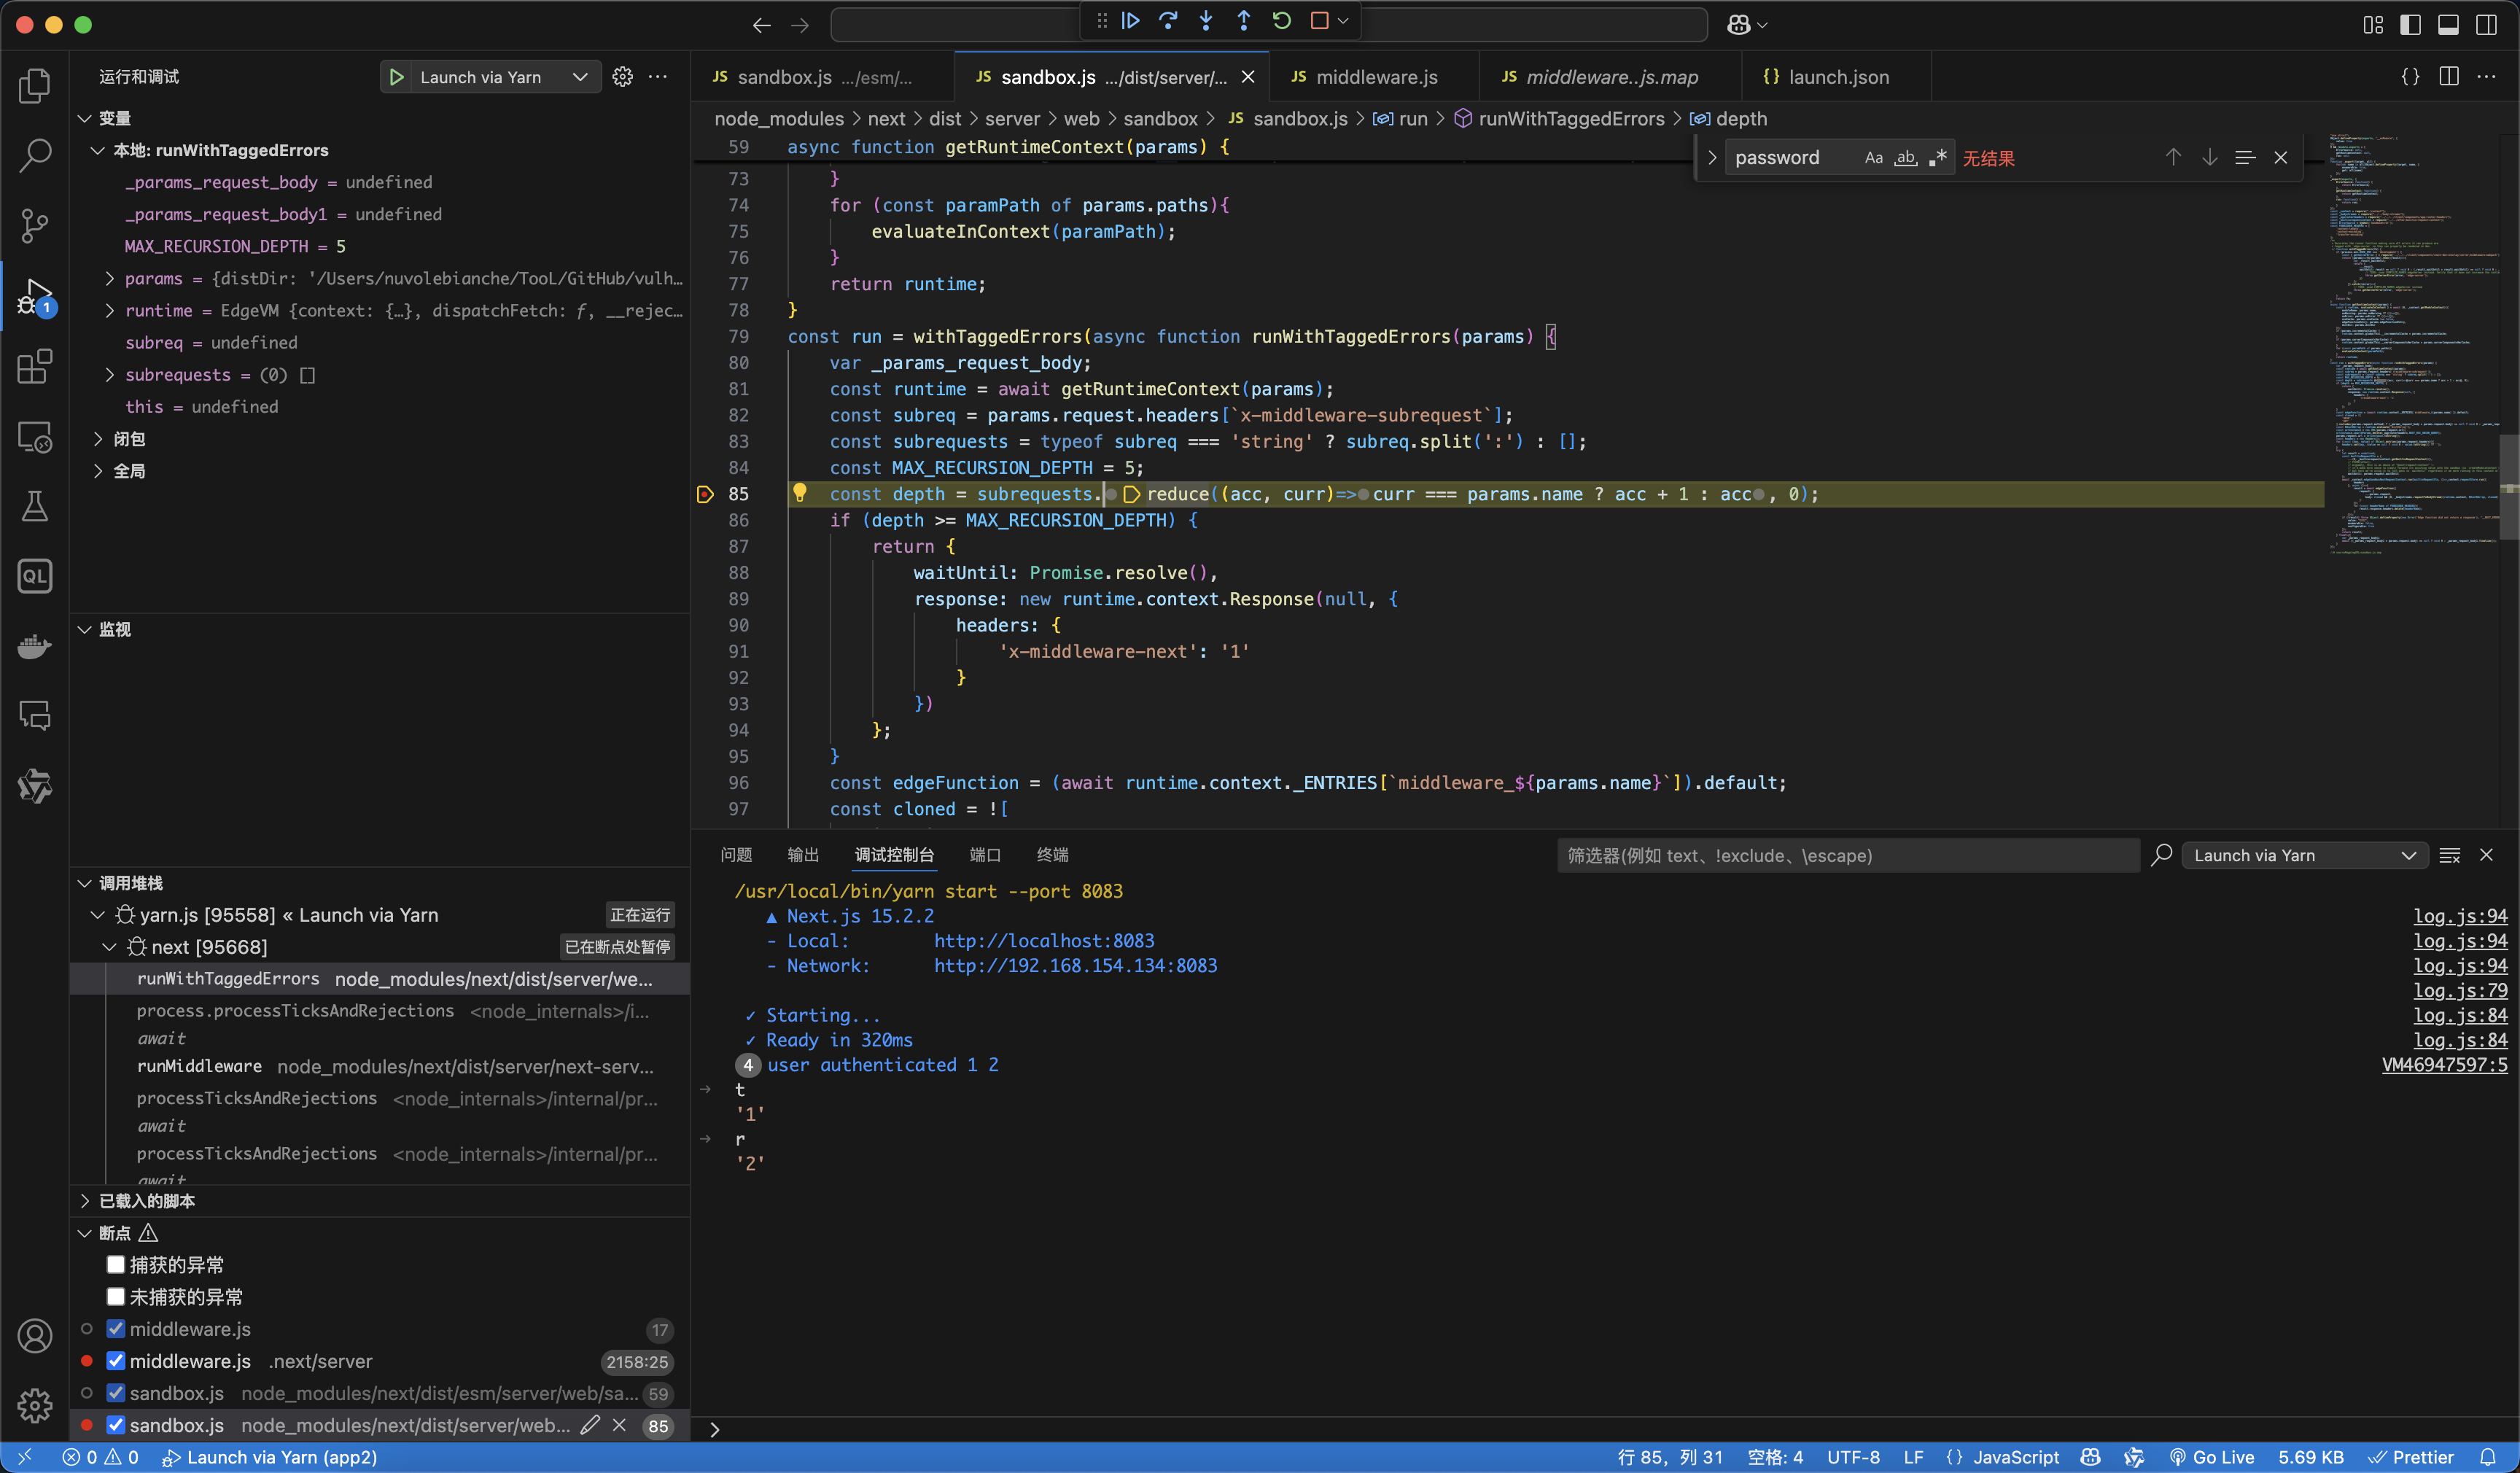 运行和调试
Launch via Yarn
变量
本地: runWithTaggedErrors
_params_request_body = undefined
_params_request_body1 = undefined
MAX_RECURSION_DEPTH = 5
params = {distDir: '/Users/nuvolebianche/TooL/GitHub/vulh…
runtime = EdgeVM {context: {…}, dispatchFetch: ƒ, __rejec…
subreq = undefined
subrequests = (0) []
this = undefined
闭包
全局
监视
调用堆栈
yarn.js [95558] « Launch via Yarn 正在运行
next [95668] 已在断点处暂停
runWithTaggedErrors node_modules/next/dist/server/we...
process.processTicksAndRejections <node_internals>/i...
await
runMiddleware node_modules/next/dist/server/next-serv...
processTicksAndRejections <node_internals>/internal/pr...
await
processTicksAndRejections <node_internals>/internal/pr...
await
已载入的脚本
断点
捕获的异常
未捕获的异常
middleware.js 17
middleware.js .next/server 2158:25
sandbox.js node_modules/next/dist/esm/server/web/sa... 59
sandbox.js node_modules/next/dist/server/web... 85
JS sandbox.js .../esm/...
JS sandbox.js .../dist/server/...
JS middleware.js
JS middleware..js.map
{} launch.json
node_modules > next > dist > server > web > sandbox > JS sandbox.js > run > runWithTaggedErrors > depth
password Aa ab .* 无结果
59 async function getRuntimeContext(params) {
73 }
74 for (const paramPath of params.paths){
75 evaluateInContext(paramPath);
76 }
77 return runtime;
78 }
79 const run = withTaggedErrors(async function runWithTaggedErrors(params) {
80 var _params_request_body;
81 const runtime = await getRuntimeContext(params);
82 const subreq = params.request.headers[`x-middleware-subrequest`];
83 const subrequests = typeof subreq === 'string' ? subreq.split(':') : [];
84 const MAX_RECURSION_DEPTH = 5;
85 const depth = subrequests.reduce((acc, curr)=>curr === params.name ? acc + 1 : acc, 0);
86 if (depth >= MAX_RECURSION_DEPTH) {
87 return {
88 waitUntil: Promise.resolve(),
89 response: new runtime.context.Response(null, {
90 headers: {
91 'x-middleware-next': '1'
92 }
93 })
94 };
95 }
96 const edgeFunction = (await runtime.context._ENTRIES[`middleware_${params.name}`]).default;
97 const cloned = ![
问题 输出 调试控制台 端口 终端
筛选器(例如 text、!exclude、\escape)
Launch via Yarn
/usr/local/bin/yarn start --port 8083
▲ Next.js 15.2.2 log.js:94
- Local: http://localhost:8083 log.js:94
- Network: http://192.168.154.134:8083 log.js:94
log.js:79
✓ Starting... log.js:84
✓ Ready in 320ms log.js:84
4 user authenticated 1 2 VM46947597:5
t
'1'
r
'2'
1
QL
0 0 Launch via Yarn (app2)
行 85，列 31 空格: 4 UTF-8 LF {} JavaScript Go Live 5.69 KB Prettier